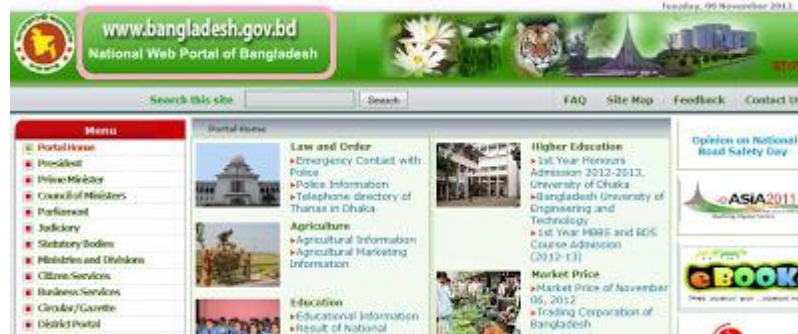 Tuesday, 06 November 2012
www.bangladesh.gov.bd
National Web Portal of Bangladesh
Search this site
Search
FAQ
Site Map
Feedback
Contact U
Menu
Portal Home
President
Prime Minister
Council of Ministers
Parliament
Judiciary
Statutory Bodies
Ministries and Divisions
Citizen Services
Business Services
Circular/Gazette
District Portal
Portal Home
Law and Order
Emergency Contact with
Police
Police Information
Telephone directory of
Thanas in Dhaka
Agriculture
Agricultural Information
Agricultural Marketing
Information
Education
Educational Information
Result of National
Higher Education
1st Year Honours
Admission 2012-2013,
University of Dhaka
Bangladesh University of
Engineering and
Technology
1st Year MBBS and BDS
Course Admission
(2012-13)
Market Price
Market Price of November
06, 2012
Trading Corporation of
Bangladesh
Opinion on National
Road Safety Day
eASiA2011
eBOOK